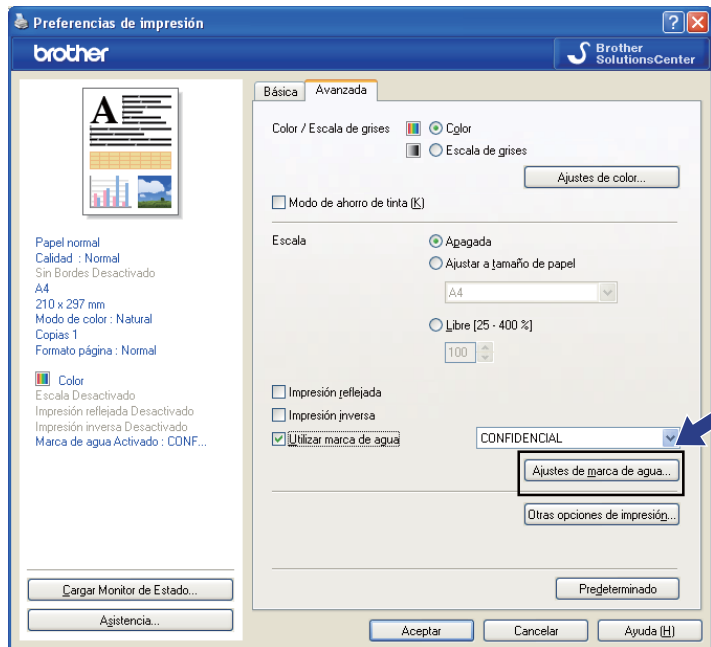 Preferencias de impresión
brother
Brother
SolutionsCenter
A
Papel normal
Calidad : Normal
Sin Bordes Desactivado
A4
210 x 297 mm
Modo de color : Natural
Copias 1
Formato página : Normal
Color
Escala Desactivado
Impresión reflejada Desactivado
Impresión inversa Desactivado
Marca de agua Activado : CONF...
Cargar Monitor de Estado...
Asistencia...
Básica
Avanzada
Color / Escala de grises
Color
Escala de grises
Ajustes de color...
Modo de ahorro de tinta (K)
Escala
Apagada
Ajustar a tamaño de papel
A4
Libre [25 - 400 %]
100
Impresión reflejada
Impresión inversa
Utilizar marca de agua
CONFIDENCIAL
Ajustes de marca de agua...
Otras opciones de impresión...
Predeterminado
Aceptar
Cancelar
Ayuda (H)